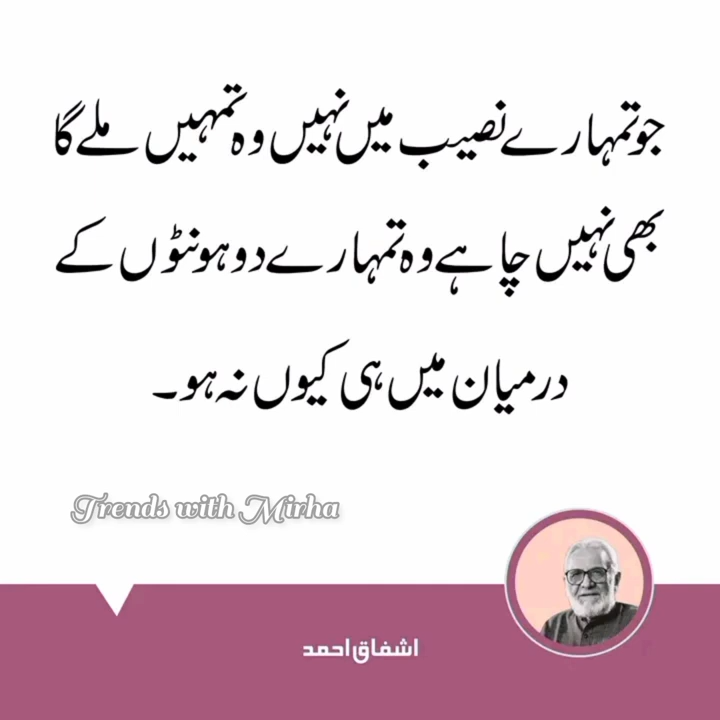 جو تمہارے نصیب میں نہیں وہ تمہیں ملے گا
بھی نہیں چاہے وہ تمہارے دو ہونٹوں کے
درمیان میں ہی کیوں نہ ہو۔
Trends with Mirha
اشفاق احمد